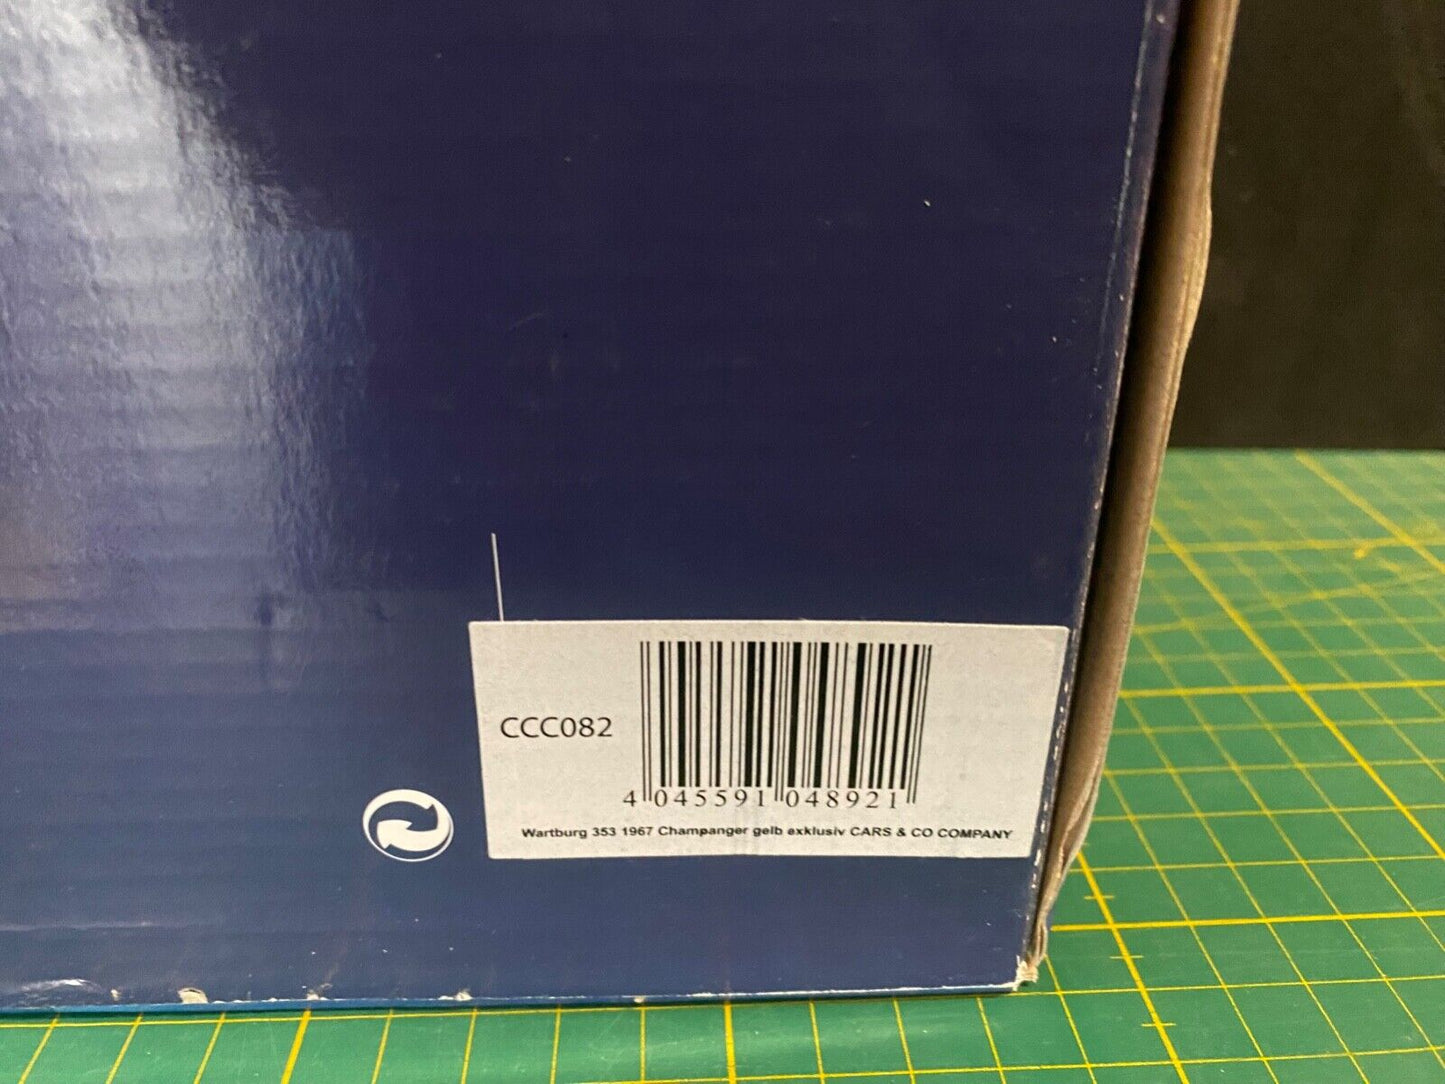 CCC082
4 045591 048921
Wartburg 353 1967 Champanger gelb exklusiv CARS & CO COMPANY